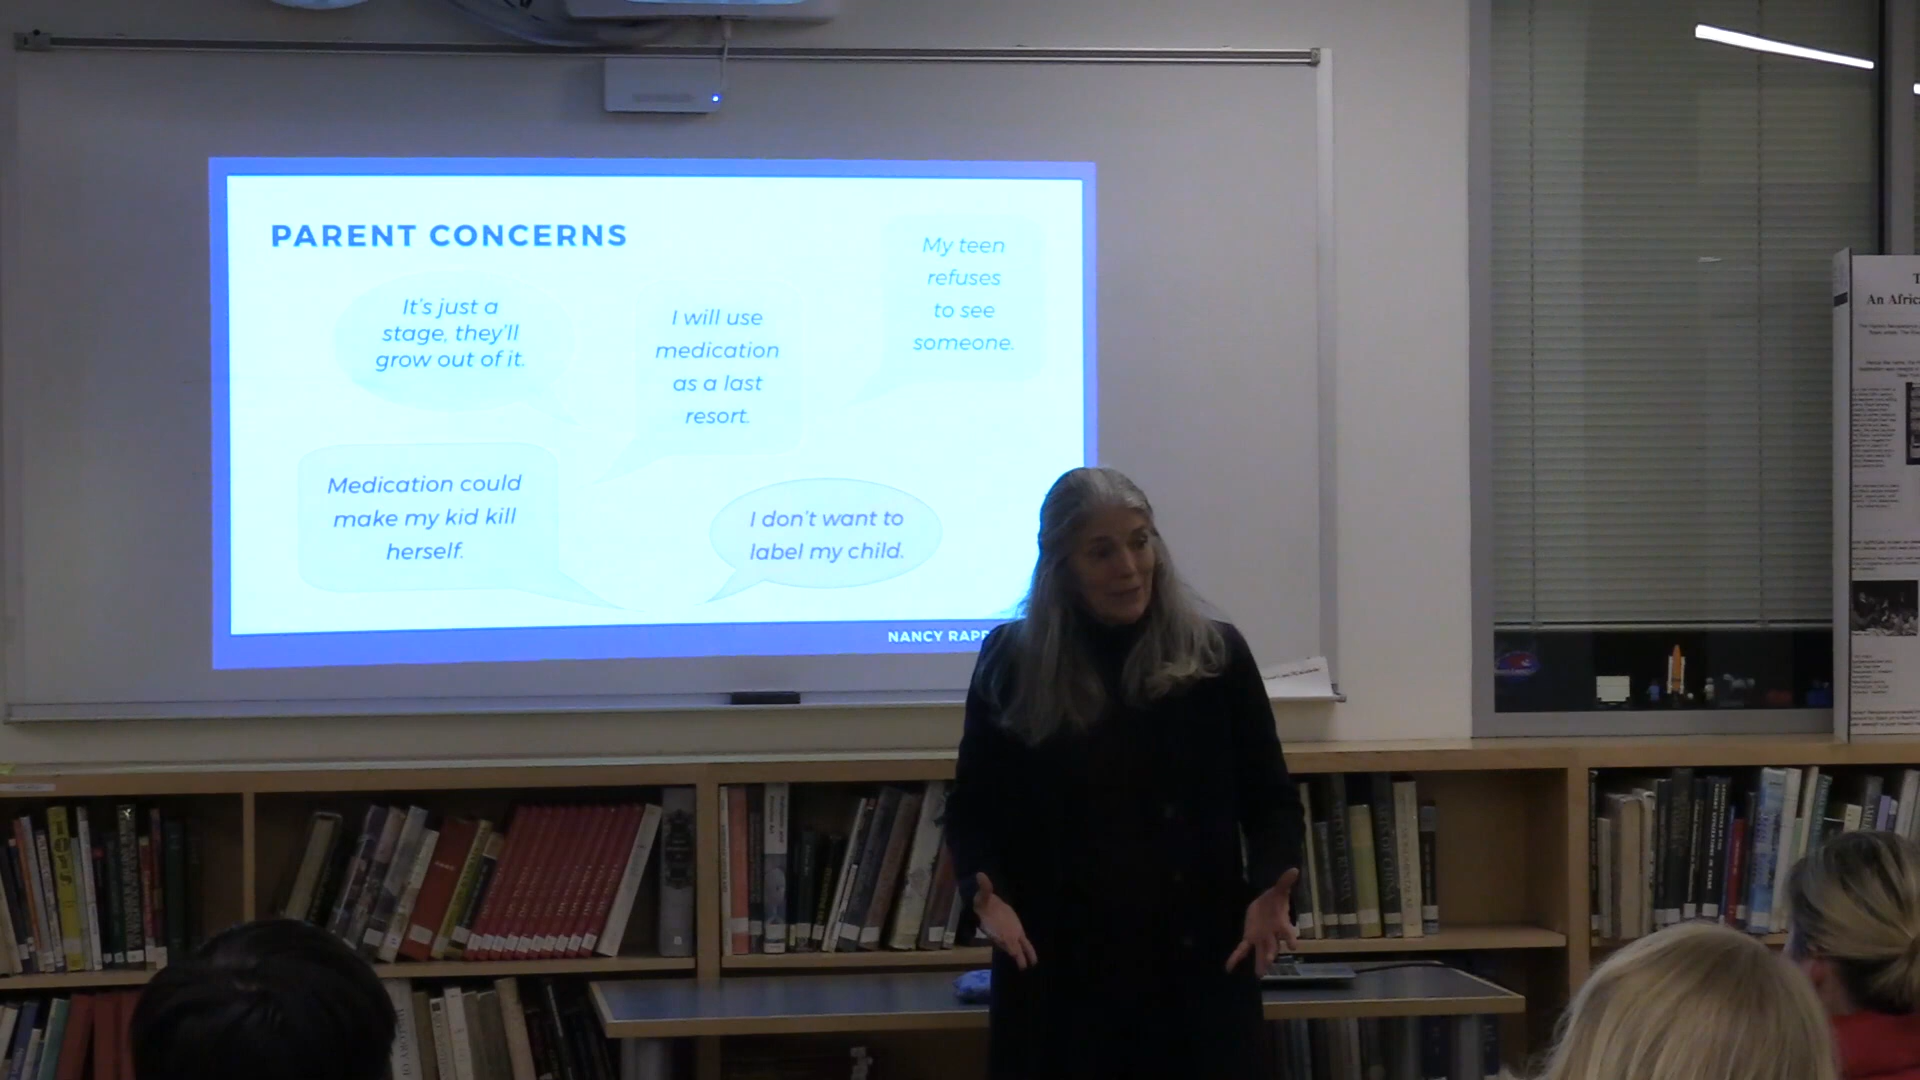 PARENT CONCERNS
It's just a
stage, they'll
grow out of it.
I will use
medication
as a last
resort.
My teen
refuses
to see
someone.
Medication could
make my kid kill
herself.
I don't want to
label my child.
NANCY RAPP
An Afric